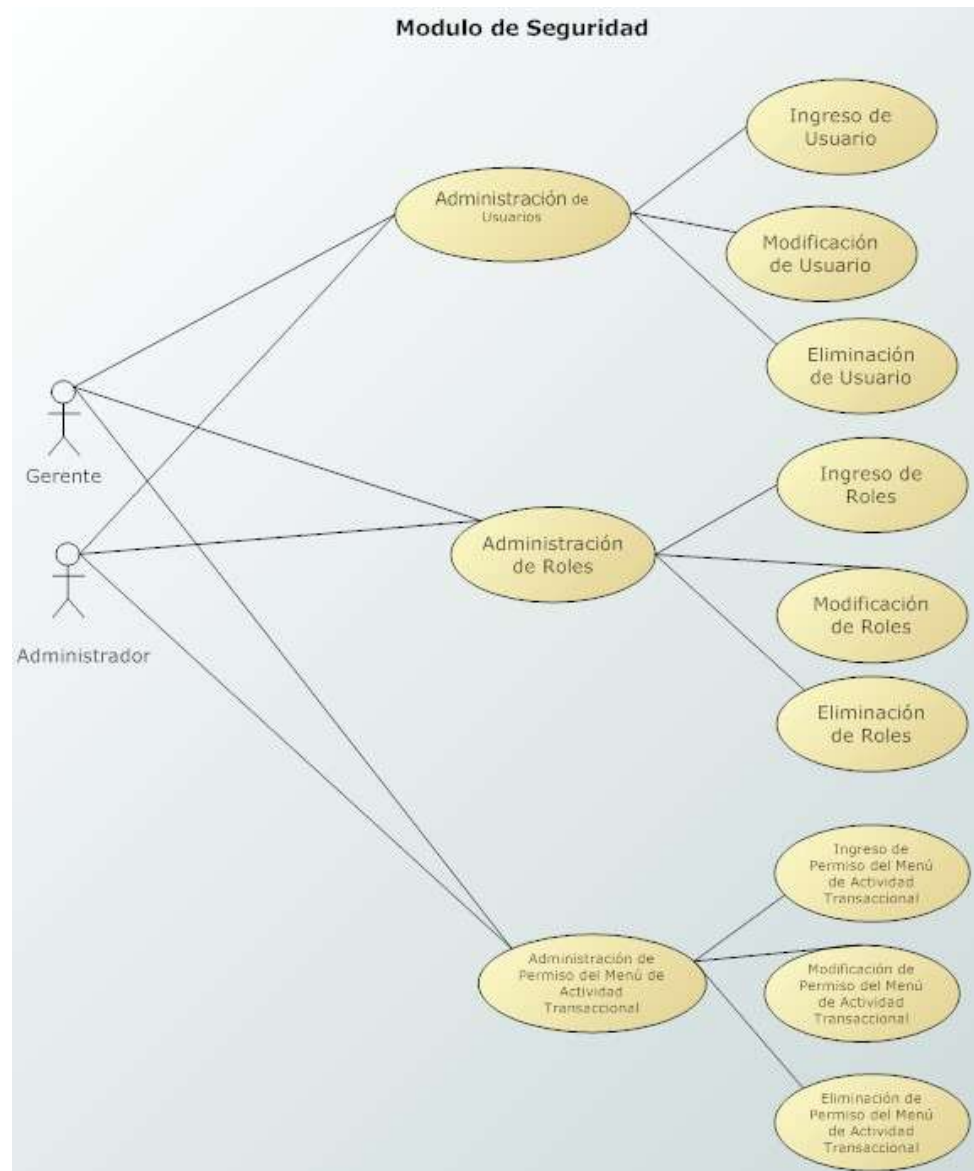 Modulo de Seguridad
Ingreso de
Usuario
Administración de
Usuarios
Modificación
de Usuario
Eliminación
de Usuario
Gerente
Ingreso de
Roles
Administración
de Roles
Modificación
de Roles
Administrador
Eliminación
de Roles
Ingreso de
Permiso del Menú
de Actividad
Transaccional
Administración de
Permiso del Menú de
Actividad
Transaccional
Modificación de
Permiso del Menú
de Actividad
Transaccional
Eliminación de
Permiso del Menú
de Actividad
Transaccional